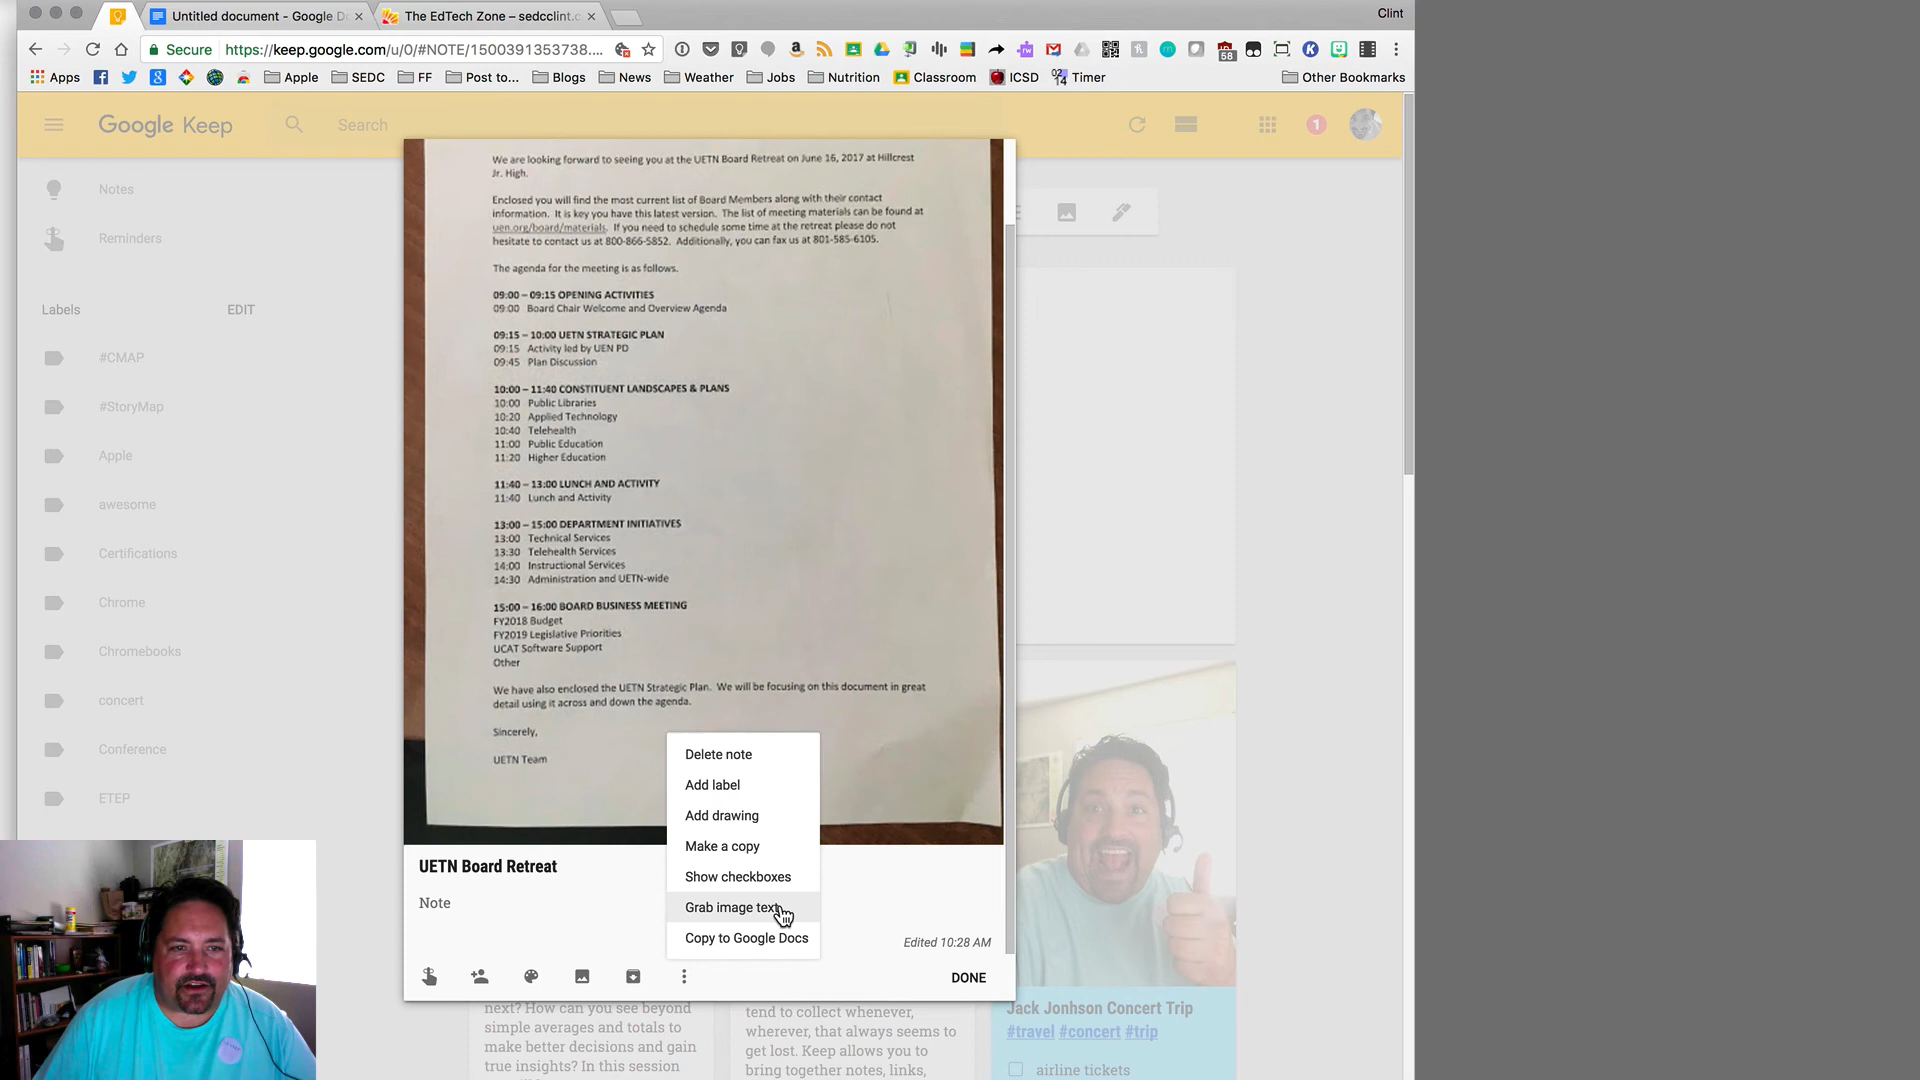 Untitled document - Google D
The EdTech Zone – sedcclint.c
Clint
Secure
https://keep.google.com/u/0/#NOTE/1500391353738....
58
Apps
Apple
SEDC
FF
Post to...
Blogs
News
Weather
Jobs
Nutrition
Classroom
ICSD
Timer
Other Bookmarks
Google Keep
Search
1
Notes
Reminders
Labels
EDIT
#CMAP
#StoryMap
Apple
awesome
Certifications
Chrome
Chromebooks
concert
Conference
ETEP
We are looking forward to seeing you at the UETN Board Retreat on June 16, 2017 at Hillcrest
Jr. High.
Enclosed you will find the most current list of Board Members along with their contact
information. It is key you have this latest version. The list of meeting materials can be found at
uen.org/board/materials. If you need to schedule some time at the retreat please do not
hesitate to contact us at 800-866-5852. Additionally, you can fax us at 801-585-6105.
The agenda for the meeting is as follows.
09:00 – 09:15 OPENING ACTIVITIES
09:00 Board Chair Welcome and Overview Agenda
09:15 – 10:00 UETN STRATEGIC PLAN
09:15 Activity led by UEN PD
09:45 Plan Discussion
10:00 – 11:40 CONSTITUENT LANDSCAPES & PLANS
10:00 Public Libraries
10:20 Applied Technology
10:40 Telehealth
11:00 Public Education
11:20 Higher Education
11:40 – 13:00 LUNCH AND ACTIVITY
11:40 Lunch and Activity
13:00 – 15:00 DEPARTMENT INITIATIVES
13:00 Technical Services
13:30 Telehealth Services
14:00 Instructional Services
14:30 Administration and UETN-wide
15:00 – 16:00 BOARD BUSINESS MEETING
FY2018 Budget
FY2019 Legislative Priorities
UCAT Software Support
Other
We have also enclosed the UETN Strategic Plan. We will be focusing on this document in great
detail using it across and down the agenda.
Sincerely,
UETN Team
Delete note
Add label
Add drawing
Make a copy
Show checkboxes
Grab image text
Copy to Google Docs
UETN Board Retreat
Note
Edited 10:28 AM
DONE
next? How can you see beyond
simple averages and totals to
make better decisions and gain
true insights? In this session
tend to collect whenever,
wherever, that always seems to
get lost. Keep allows you to
bring together notes, links,
Jack Jonhson Concert Trip
#travel #concert #trip
airline tickets